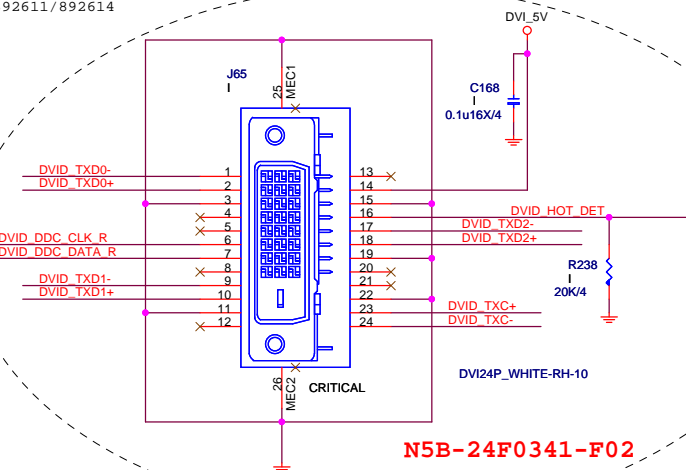 92611/892614
DVI_5V
J65
I
25
MEC1
C168
I
0.1u16X/4
DVID_TXD0-
1
13
DVID_TXD0+
2
14
3
15
4
16
DVID_HOT_DET
5
17
DVID_TXD2-
DVID_DDC_CLK_R
6
18
DVID_TXD2+
DVID_DDC_DATA_R
7
19
8
20
R238
I
20K/4
DVID_TXD1-
9
21
DVID_TXD1+
10
22
11
23
DVID_TXC+
12
24
DVID_TXC-
26
MEC2
CRITICAL
DVI24P_WHITE-RH-10
N5B-24F0341-F02